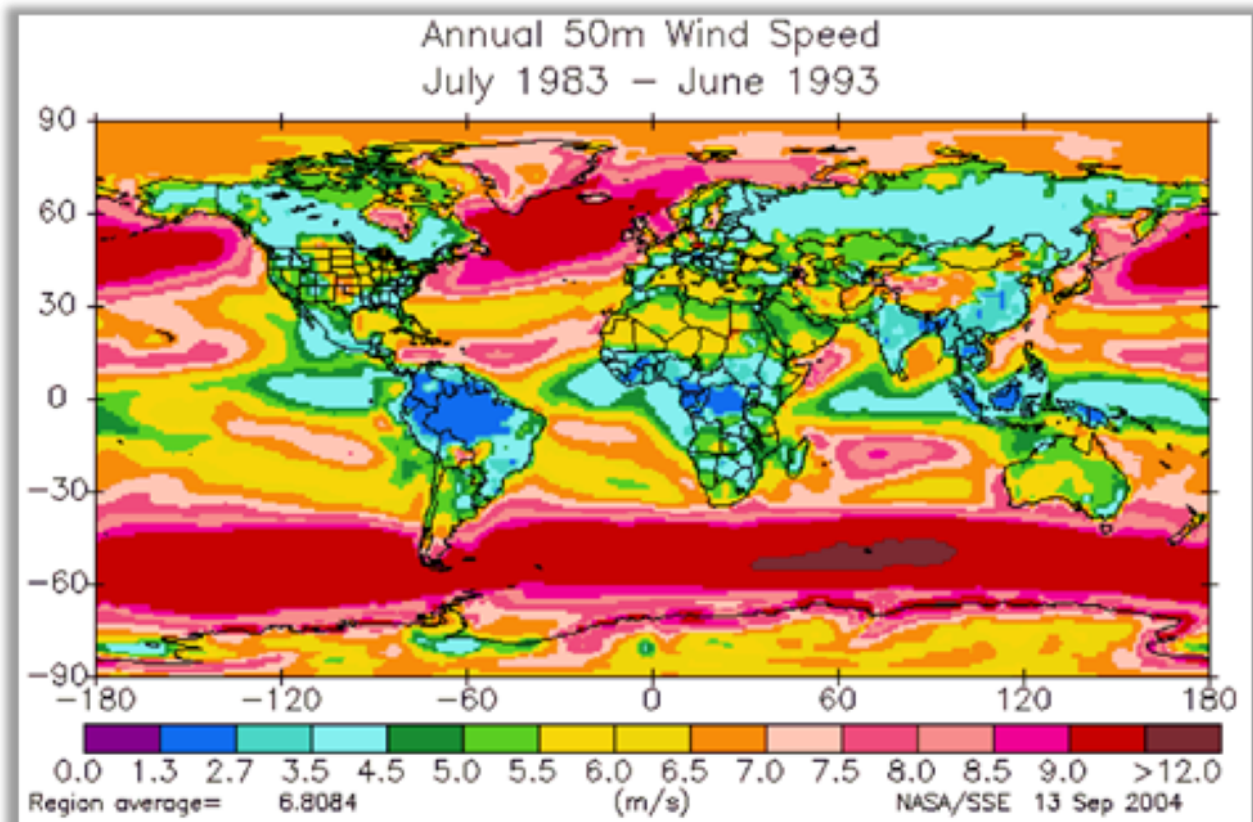 Annual 50m Wind Speed
July 1983 – June 1993
90
60
30
0
−30
−60
−90
−180 −120 −60 0 60 120 180
0.0 1.3 2.7 3.5 4.5 5.0 5.5 6.0 6.5 7.0 7.5 8.0 8.5 9.0 >12.0
Region average= 6.8084 (m/s) NASA/SSE 13 Sep 2004